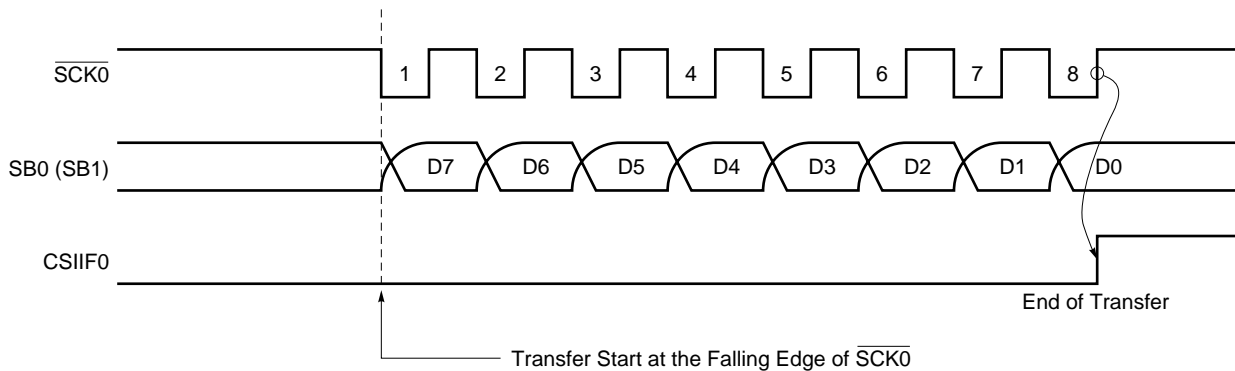 SCK0
1 2 3 4 5 6 7 8
SB0 (SB1)
D7 D6 D5 D4 D3 D2 D1 D0
CSIIF0
End of Transfer
Transfer Start at the Falling Edge of SCK0